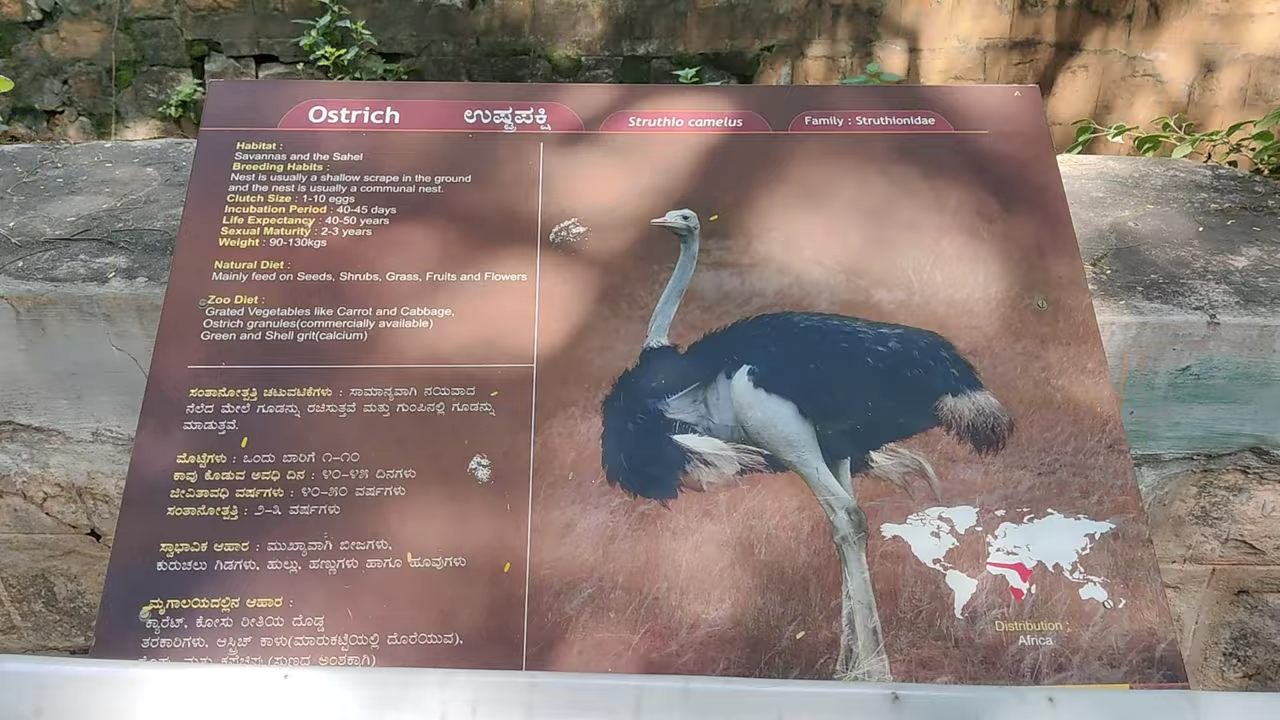 Ostrich ಉಷ್ಟ್ರಪಕ್ಷಿ Struthio camelus Family : Struthionidae
Habitat :
Savannas and the Sahel
Breeding Habits :
Nest is usually a shallow scrape in the ground
and the nest is usually a communal nest.
Clutch Size : 1-10 eggs
Incubation Period : 40-45 days
Life Expectancy : 40-50 years
Sexual Maturity : 2-3 years
Weight : 90-130kgs
Natural Diet :
Mainly feed on Seeds, Shrubs, Grass, Fruits and Flowers
Zoo Diet :
Grated Vegetables like Carrot and Cabbage,
Ostrich granules(commercially available)
Green and Shell grit(calcium)
ಸಂತಾನೋತ್ಪತ್ತಿ ಚಟುವಟಿಕೆಗಳು : ಸಾಮಾನ್ಯವಾಗಿ ನಯವಾದ
ನೆಲೆದ ಮೇಲೆ ಗೂಡನ್ನು ರಚಿಸುತ್ತವೆ ಮತ್ತು ಗುಂಪಿನಲ್ಲಿ ಗೂಡನ್ನು
ಮಾಡುತ್ತವೆ.
ಮೊಟ್ಟೆಗಳು : ಒಂದು ಬಾರಿಗೆ ೧-೧೦
ಕಾವು ಕೊಡುವ ಅವಧಿ ದಿನ : ೪೦-೪೫ ದಿನಗಳು
ಜೀವಿತಾವಧಿ ವರ್ಷಗಳು : ೪೦-೫೦ ವರ್ಷಗಳು
ಸಂತಾನೋತ್ಪತ್ತಿ : ೨-೩ ವರ್ಷಗಳು
ಸ್ವಾಭಾವಿಕ ಆಹಾರ : ಮುಖ್ಯಾವಾಗಿ ಬೀಜಗಳು,
ಕುರುಚಲು ಗಿಡಗಳು, ಹುಲ್ಲು, ಹಣ್ಣುಗಳು ಹಾಗೂ ಹೂವುಗಳು
ಮೃಗಾಲಯದಲ್ಲಿನ ಆಹಾರ :
ಕ್ಯಾರೆಟ್, ಕೋಸು ರೀತಿಯ ದೊಡ್ಡ
ತರಕಾರಿಗಳು, ಆಸ್ಟ್ರಿಚ್ ಕಾಳು(ಮಾರುಕಟ್ಟೆಯಲ್ಲಿ ದೊರೆಯುವ),
ಮತ್ತು ಕಪ್ಪೆಚಿಪ್ಪು (ಸುಣ್ಣದ ಅಂಶಕ್ಕಾಗಿ)
Distribution :
Africa